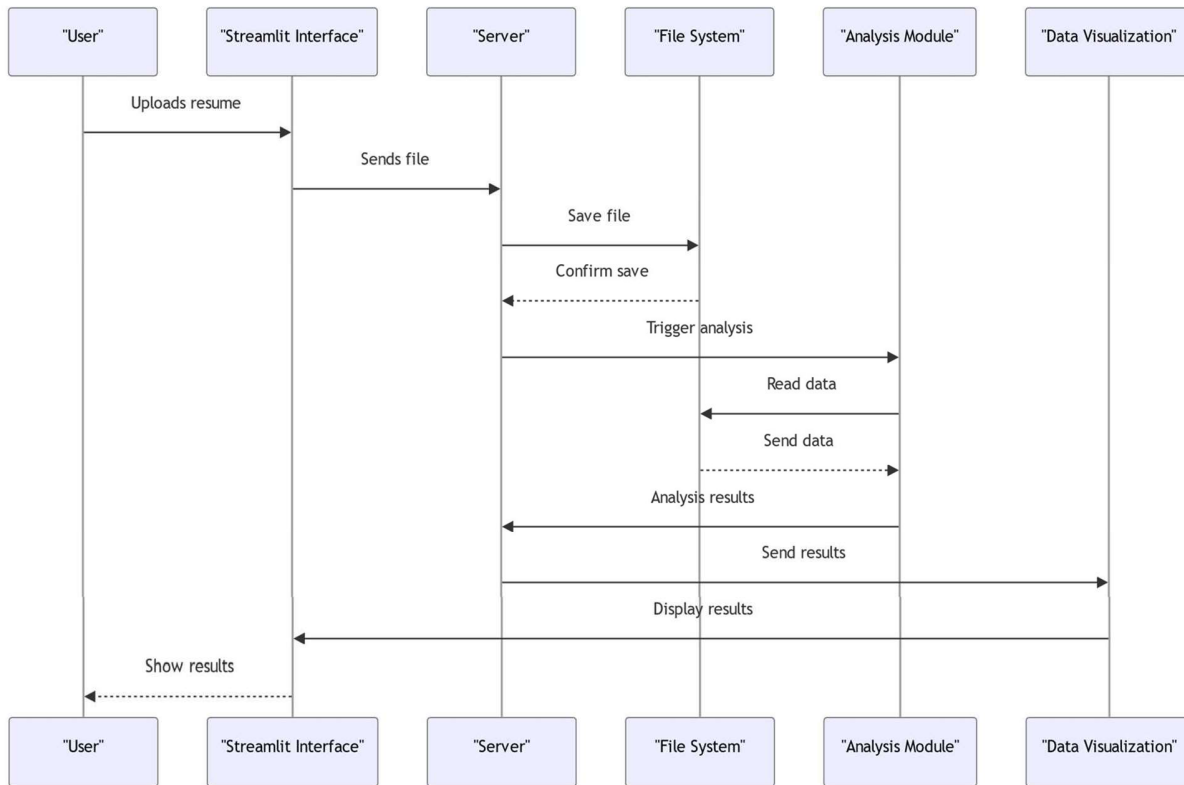 "User"
"Streamlit Interface"
"Server"
"File System"
"Analysis Module"
"Data Visualization"
Uploads resume
Sends file
Save file
Confirm save
Trigger analysis
Read data
Send data
Analysis results
Send results
Display results
Show results
"User"
"Streamlit Interface"
"Server"
"File System"
"Analysis Module"
"Data Visualization"